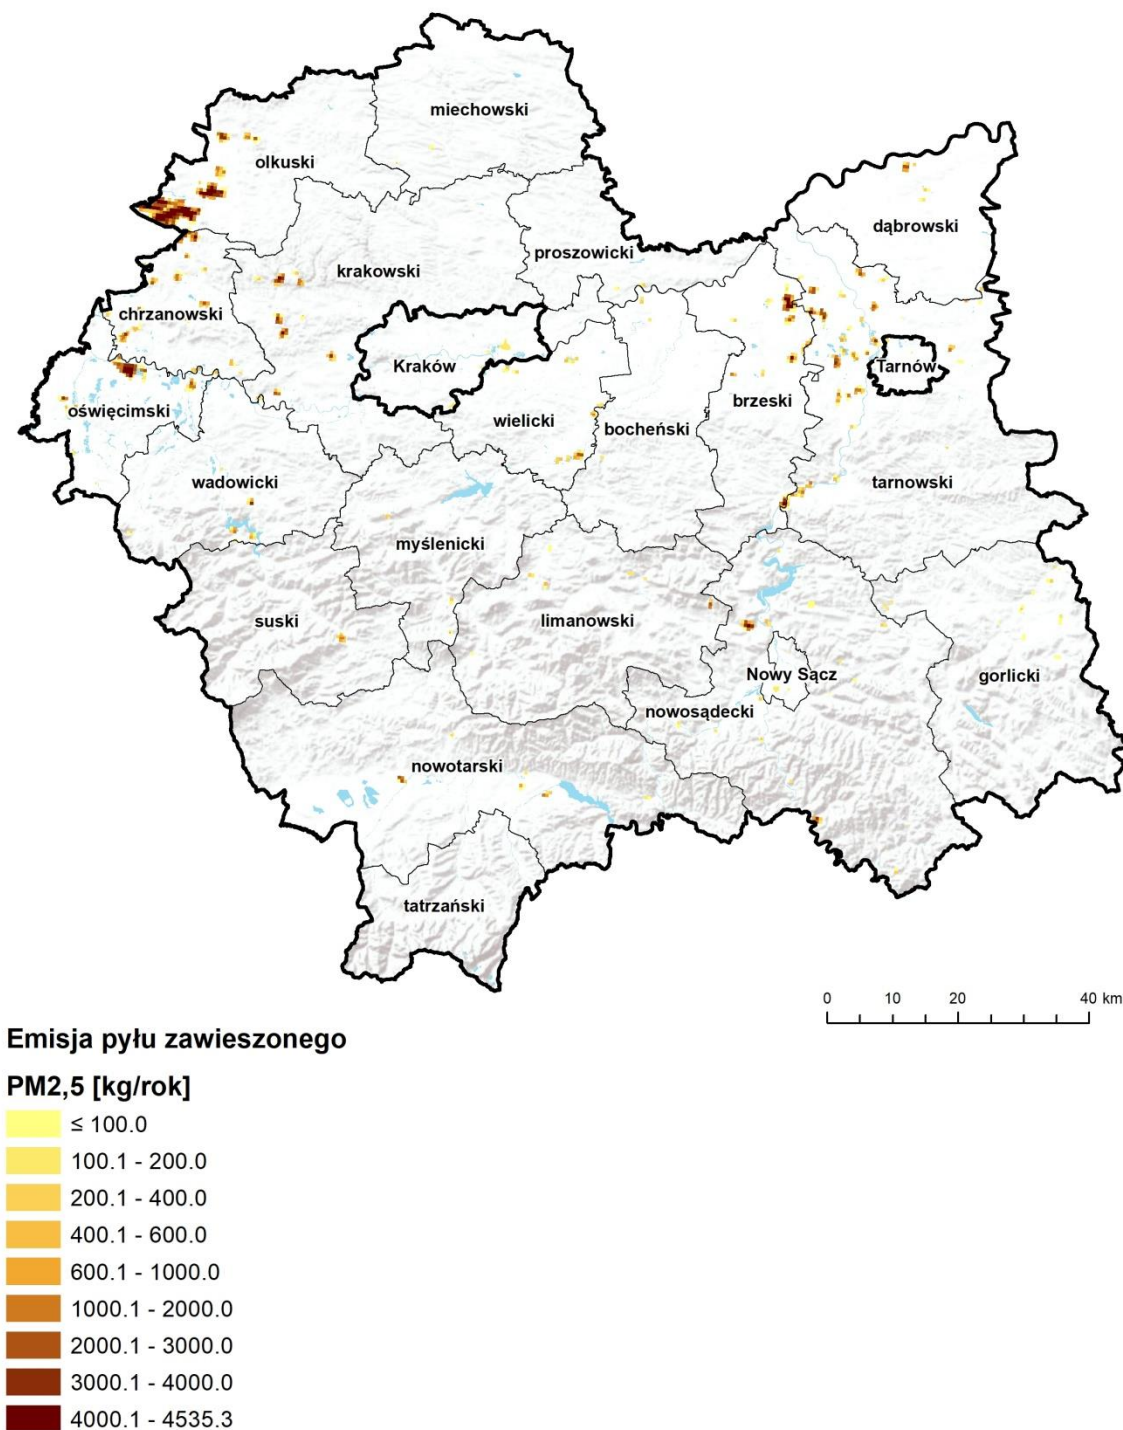 miechowski
olkuski
dąbrowski
proszowicki
krakowski
chrzanowski
Kraków
Tarnów
oświęcimski
wielicki
bocheński
brzeski
wadowicki
tarnowski
myślenicki
suski
limanowski
Nowy Sącz
gorlicki
nowosądecki
nowotarski
tatrzański
0 10 20 40 km
Emisja pyłu zawieszonego
PM2,5 [kg/rok]
≤ 100.0
100.1 - 200.0
200.1 - 400.0
400.1 - 600.0
600.1 - 1000.0
1000.1 - 2000.0
2000.1 - 3000.0
3000.1 - 4000.0
4000.1 - 4535.3